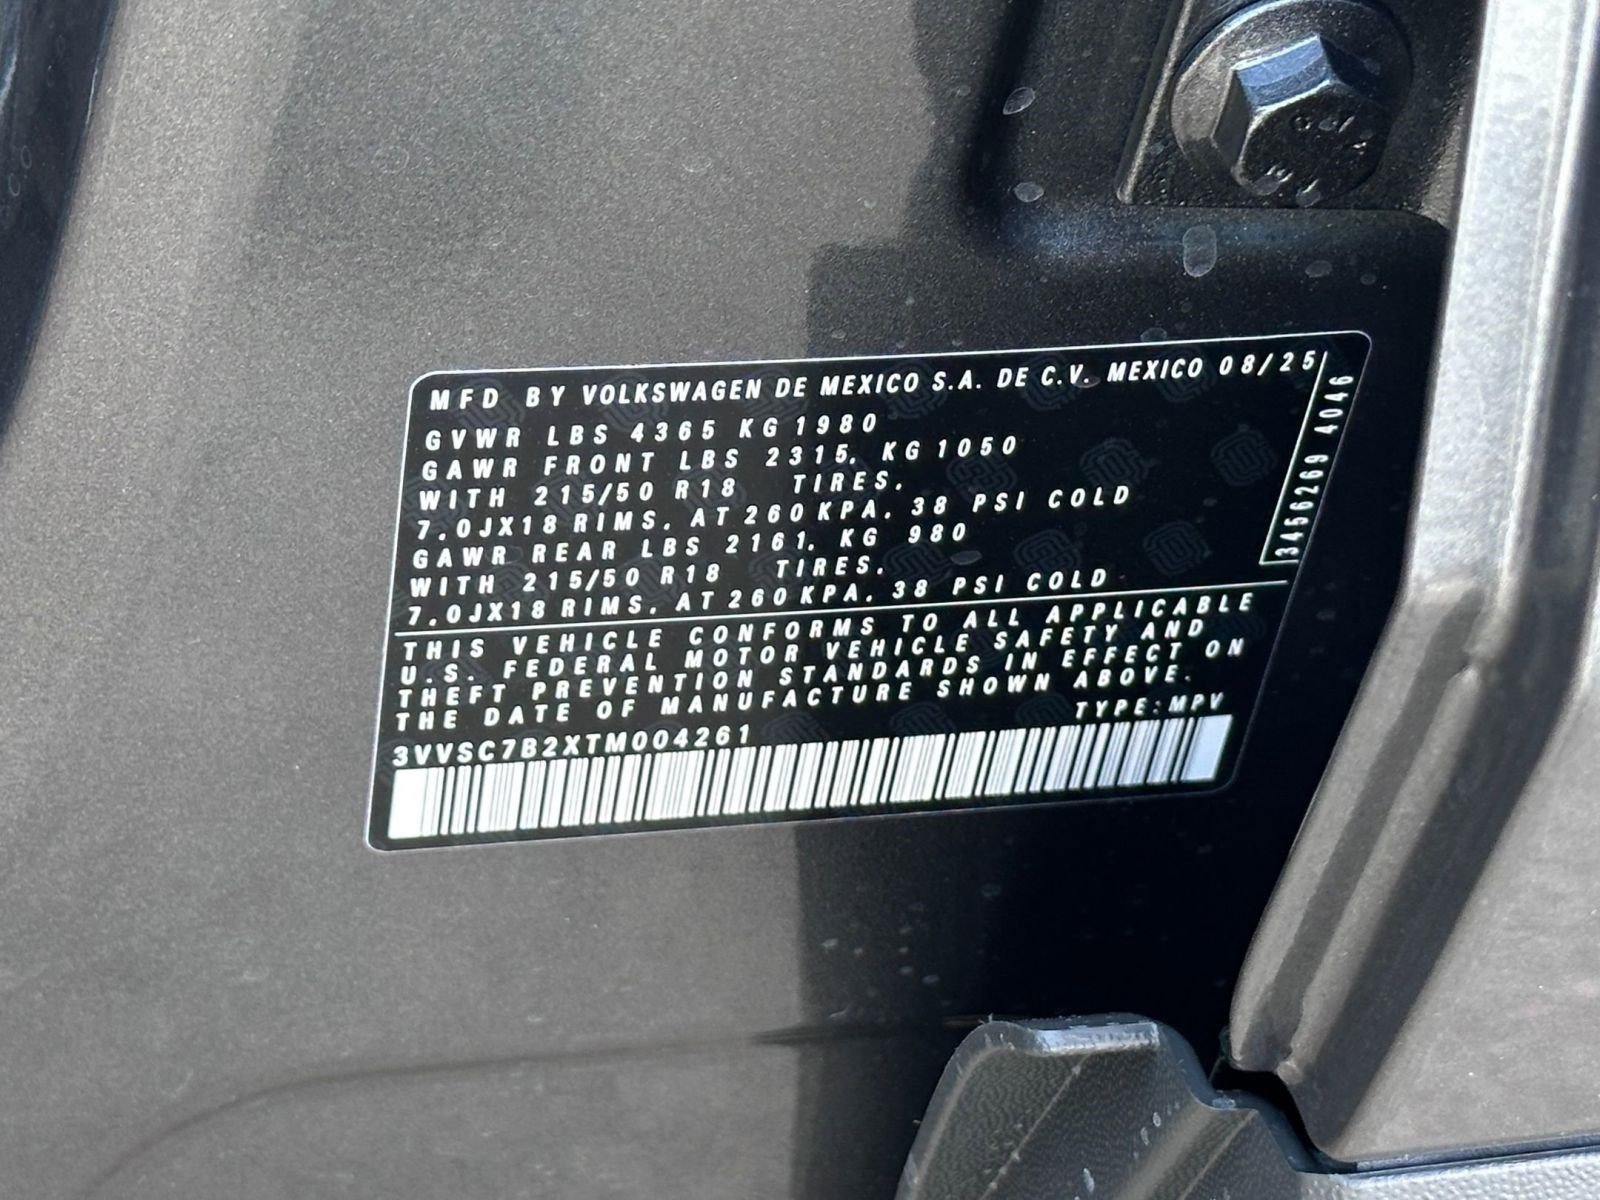 MFD BY VOLKSWAGEN DE MEXICO S.A. DE C.V. MEXICO 08/25
GVWR LBS 4365 KG 1980
GAWR FRONT LBS 2315. KG 1050
WITH 215/50 R18 TIRES.
7.0JX18 RIMS. AT 260 KPA. 38 PSI COLD
GAWR REAR LBS 2161. KG 980
WITH 215/50 R18 TIRES.
7.0JX18 RIMS. AT 260 KPA. 38 PSI COLD
3456269 4046
THIS VEHICLE CONFORMS TO ALL APPLICABLE
U.S. FEDERAL MOTOR VEHICLE SAFETY AND
THEFT PREVENTION STANDARDS IN EFFECT ON
THE DATE OF MANUFACTURE SHOWN ABOVE.
TYPE: MPV
3VVSC7B2XTM004261